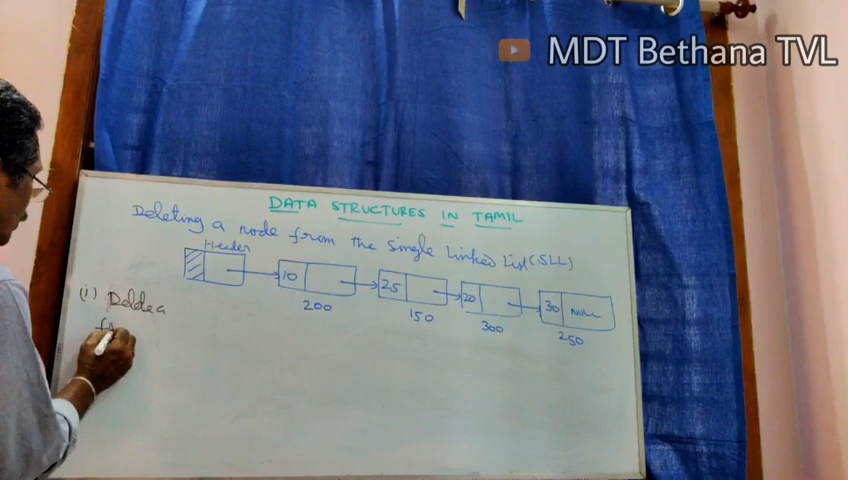 MDT Bethana TVL
DATA STRUCTURES IN TAMIL
Deleting a node from the Single Linked List (SLL)
Header
10 25 20 30 NULL
200 150 300 250
(i)